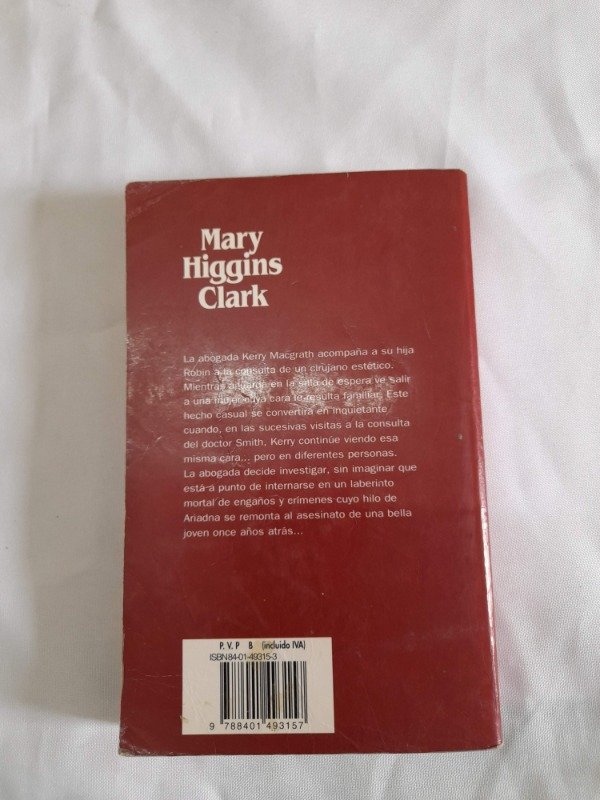 Mary
Higgins
Clark
La abogada Kerry Macgrath acompaña a su hija
Robin a la consulta de un cirujano estético.
Mientras aguarda en la sala de espera ve salir
a una mujer cuya cara le resulta familiar. Este
hecho casual se convertirá en inquietante
cuando, en las sucesivas visitas a la consulta
del doctor Smith, Kerry continúe viendo esa
misma cara... pero en diferentes personas.
La abogada decide investigar, sin imaginar que
está a punto de internarse en un laberinto
mortal de engaños y crímenes cuyo hilo de
Ariadna se remonta al asesinato de una bella
joven once años atrás...
P. V. P B (incluido IVA)
ISBN 84-01-49315-3
9 788401 493157